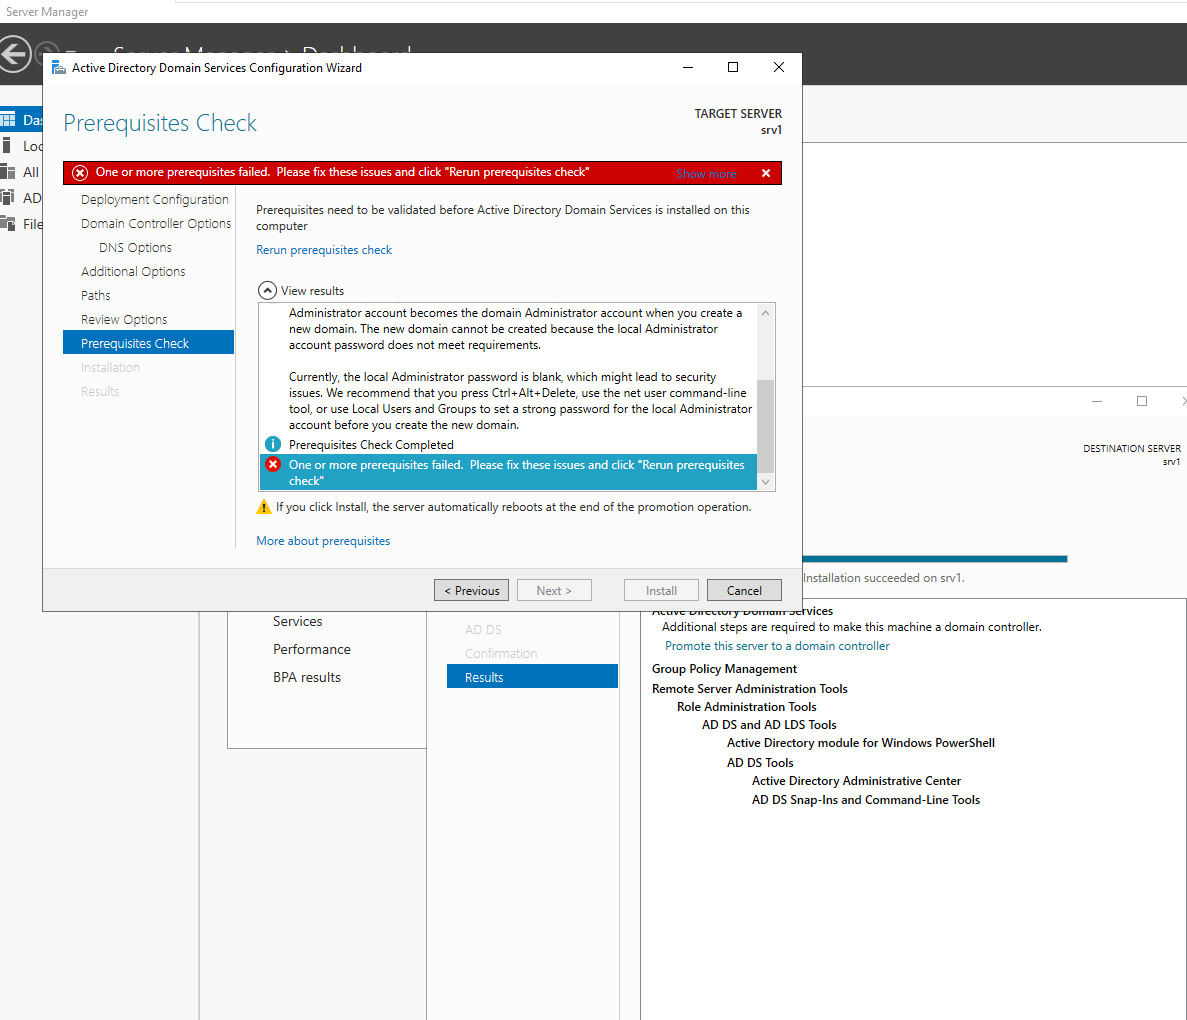 Server Manager
Server Manager Dashboard
Active Directory Domain Services Configuration Wizard
Prerequisites Check
TARGET SERVER
srv1
One or more prerequisites failed.  Please fix these issues and click "Rerun prerequisites check"
Show more
Das
Loc
All
AD
File
Deployment Configuration
Domain Controller Options
DNS Options
Additional Options
Paths
Review Options
Prerequisites Check
Installation
Results
Prerequisites need to be validated before Active Directory Domain Services is installed on this
computer
Rerun prerequisites check
View results
Administrator account becomes the domain Administrator account when you create a
new domain. The new domain cannot be created because the local Administrator
account password does not meet requirements.
Currently, the local Administrator password is blank, which might lead to security
issues. We recommend that you press Ctrl+Alt+Delete, use the net user command-line
tool, or use Local Users and Groups to set a strong password for the local Administrator
account before you create the new domain.
Prerequisites Check Completed
One or more prerequisites failed.  Please fix these issues and click "Rerun prerequisites
check"
If you click Install, the server automatically reboots at the end of the promotion operation.
More about prerequisites
< Previous
Next >
Install
Cancel
DESTINATION SERVER
srv1
Installation succeeded on srv1.
Services
Performance
BPA results
AD DS
Confirmation
Results
Active Directory Domain Services
Additional steps are required to make this machine a domain controller.
Promote this server to a domain controller
Group Policy Management
Remote Server Administration Tools
Role Administration Tools
AD DS and AD LDS Tools
Active Directory module for Windows PowerShell
AD DS Tools
Active Directory Administrative Center
AD DS Snap-Ins and Command-Line Tools